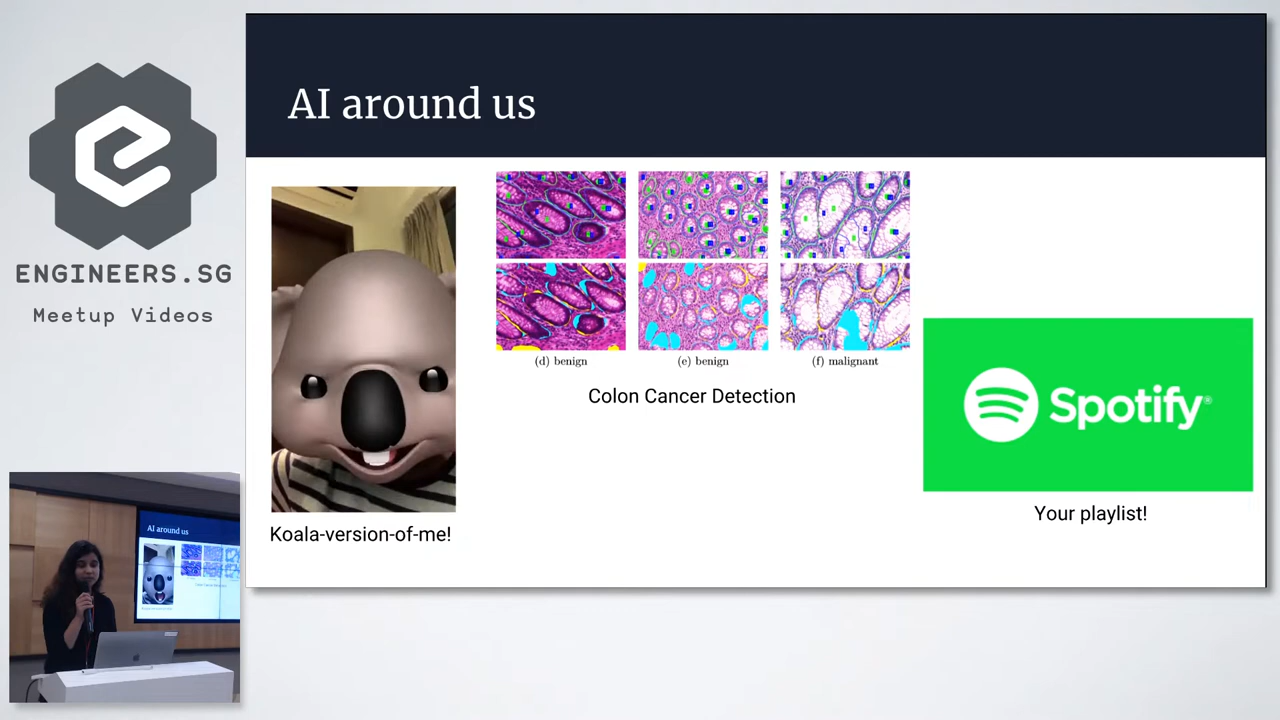 ENGINEERS.SG
Meetup Videos
AI around us
(d) benign
(e) benign
(f) malignant
Colon Cancer Detection
Spotify®
Koala-version-of-me!
Your playlist!
AI around us